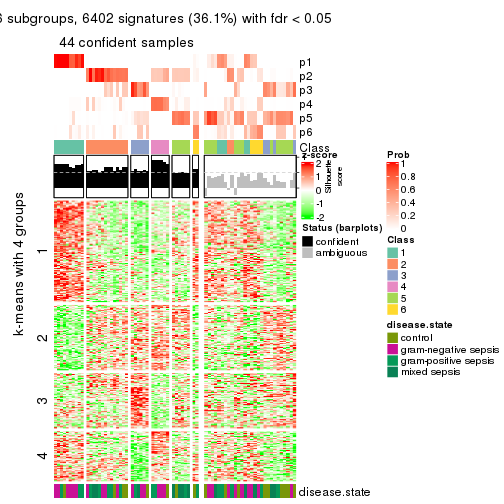 6 subgroups, 6402 signatures (36.1%) with fdr < 0.05
44 confident samples
p1
p2
p3
p4
p5
p6
Class
z-score
2
1
0
-1
-2
Silhouette
score
Prob
1
0.8
0.6
0.4
0.2
0
Status (barplots)
confident
ambiguous
Class
1
2
3
4
5
6
disease.state
control
gram-negative sepsis
gram-positive sepsis
mixed sepsis
k-means with 4 groups
1
2
3
4
disease.state